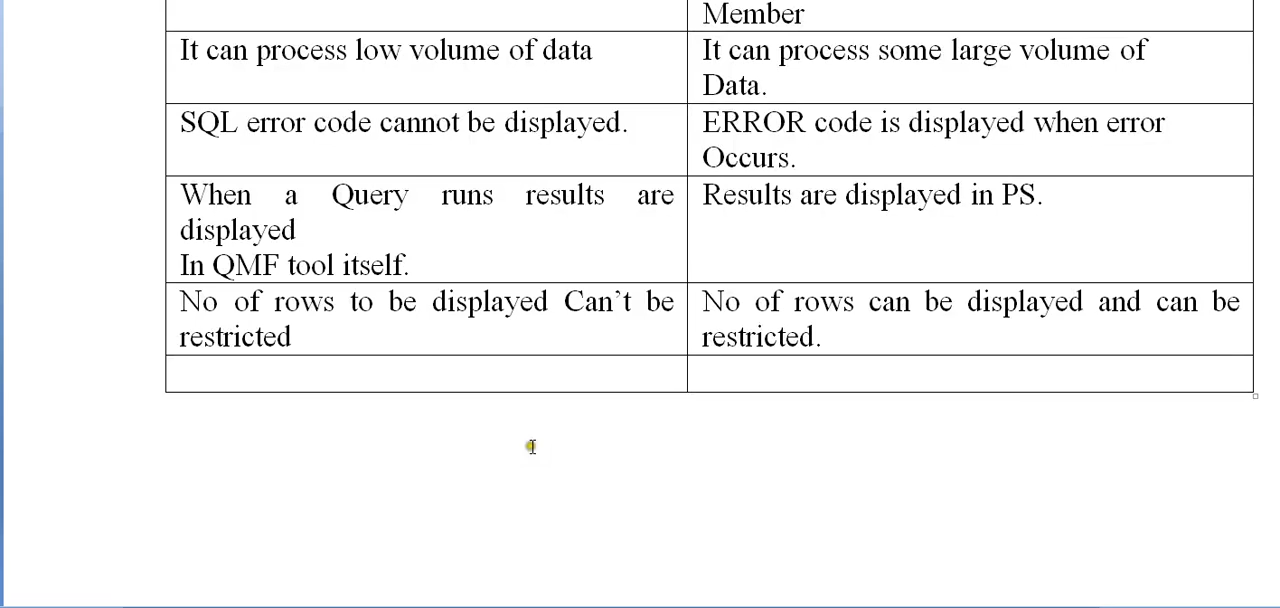 Member
It can process low volume of data
It can process some large volume of
Data.
SQL error code cannot be displayed.
ERROR code is displayed when error
Occurs.
When a Query runs results are
displayed
In QMF tool itself.
Results are displayed in PS.
No of rows to be displayed Can’t be
restricted
No of rows can be displayed and can be
restricted.